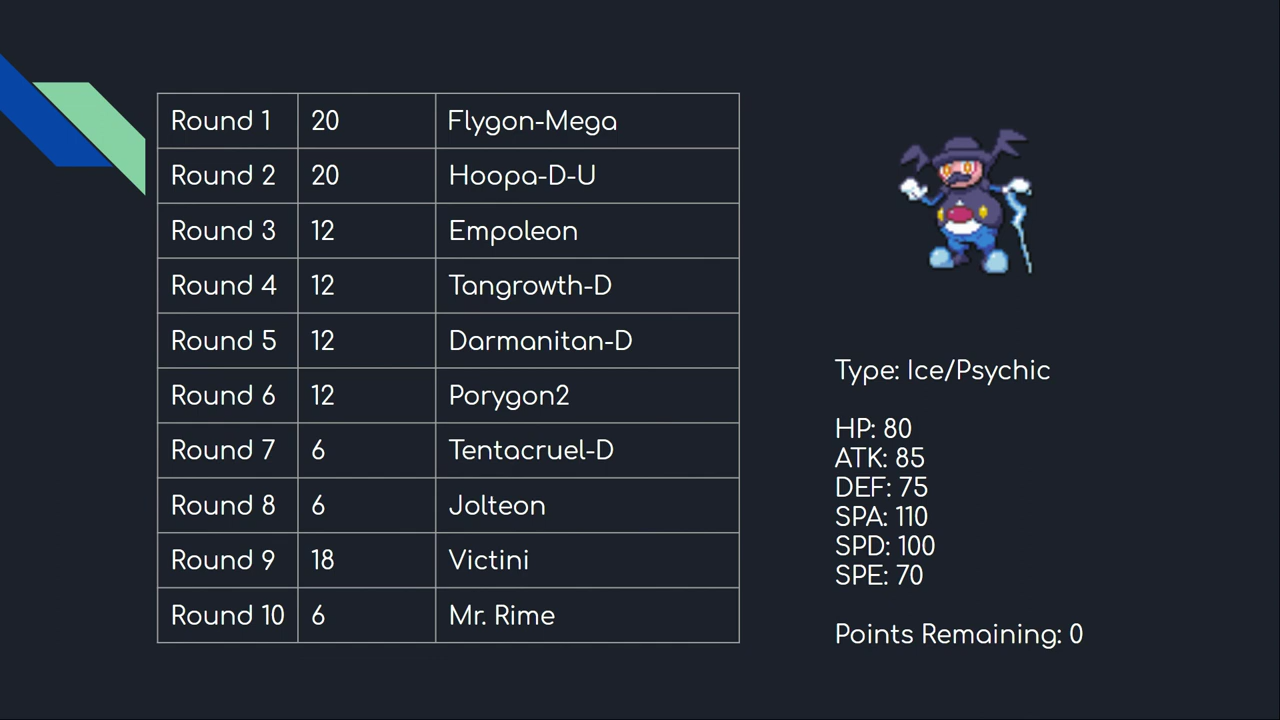 Round 1 20 Flygon-Mega
Round 2 20 Hoopa-D-U
Round 3 12 Empoleon
Round 4 12 Tangrowth-D
Round 5 12 Darmanitan-D
Round 6 12 Porygon2
Round 7 6 Tentacruel-D
Round 8 6 Jolteon
Round 9 18 Victini
Round 10 6 Mr. Rime
Type: Ice/Psychic
HP: 80
ATK: 85
DEF: 75
SPA: 110
SPD: 100
SPE: 70
Points Remaining: 0